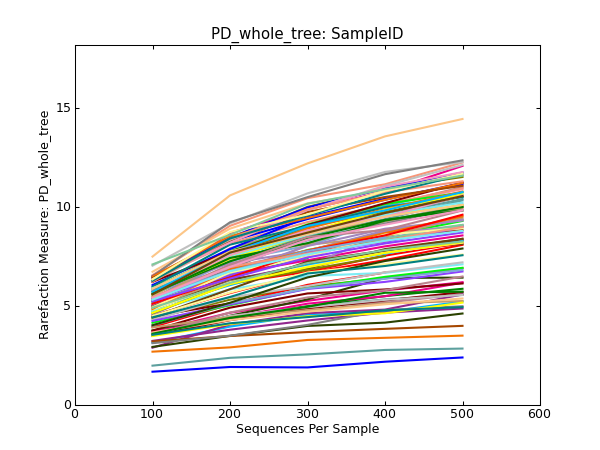 PD_whole_tree: SampleID
Rarefaction Measure: PD_whole_tree
15
10
5
0
0 100 200 300 400 500 600
Sequences Per Sample